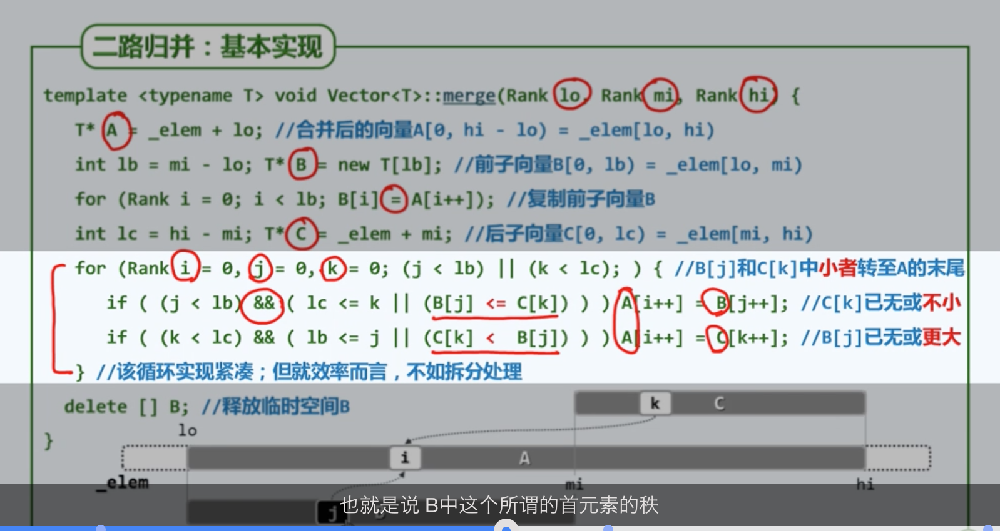 二路归并：基本实现
template <typename T> void Vector<T>::merge(Rank lo, Rank mi, Rank hi) {
T* A = _elem + lo; //合并后的向量A[0, hi - lo) = _elem[lo, hi)
int lb = mi - lo; T* B = new T[lb]; //前子向量B[0, lb) = _elem[lo, mi)
for (Rank i = 0; i < lb; B[i] = A[i++]); //复制前子向量B
int lc = hi - mi; T* C = _elem + mi; //后子向量C[0, lc) = _elem[mi, hi)
for (Rank i = 0, j = 0, k = 0; (j < lb) || (k < lc); ) { //B[j]和C[k]中小者转至A的末尾
if ( (j < lb) && ( lc <= k || (B[j] <= C[k]) ) ) A[i++] = B[j++]; //C[k]已无或不小
if ( (k < lc) && ( lb <= j || (C[k] < B[j]) ) ) A[i++] = C[k++]; //B[j]已无或更大
} //该循环实现紧凑；但就效率而言，不如拆分处理
delete [] B; //释放临时空间B
}
k C
lo
i A
_elem mi hi
j B
也就是说 B中这个所谓的首元素的秩